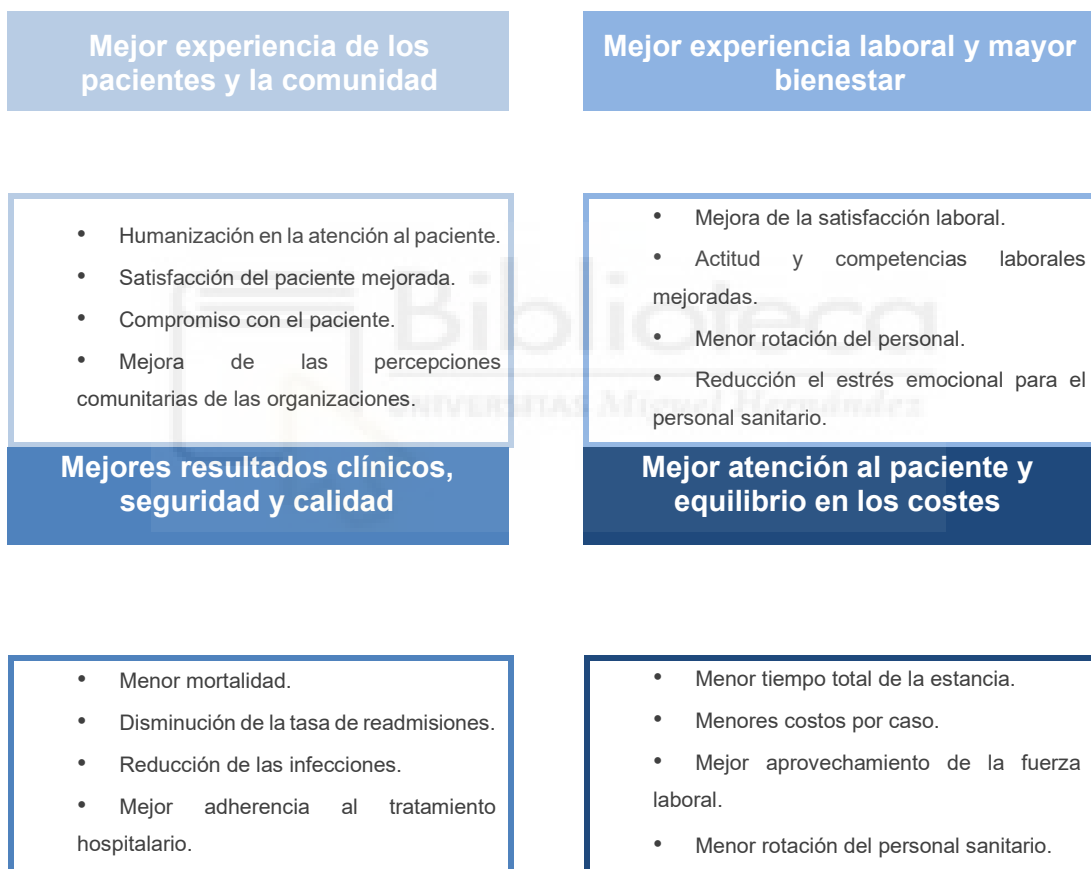 Mejor experiencia de los
pacientes y la comunidad
Mejor experiencia laboral y mayor
bienestar
• Humanización en la atención al paciente.
• Satisfacción del paciente mejorada.
• Compromiso con el paciente.
• Mejora de las percepciones
comunitarias de las organizaciones.
• Mejora de la satisfacción laboral.
• Actitud y competencias laborales
mejoradas.
• Menor rotación del personal.
• Reducción el estrés emocional para el
personal sanitario.
Biblioteca
UNIVERSITAS Miguel Hernández
Mejores resultados clínicos,
seguridad y calidad
Mejor atención al paciente y
equilibrio en los costes
• Menor mortalidad.
• Disminución de la tasa de readmisiones.
• Reducción de las infecciones.
• Mejor adherencia al tratamiento
hospitalario.
• Menor tiempo total de la estancia.
• Menores costos por caso.
• Mejor aprovechamiento de la fuerza
laboral.
• Menor rotación del personal sanitario.